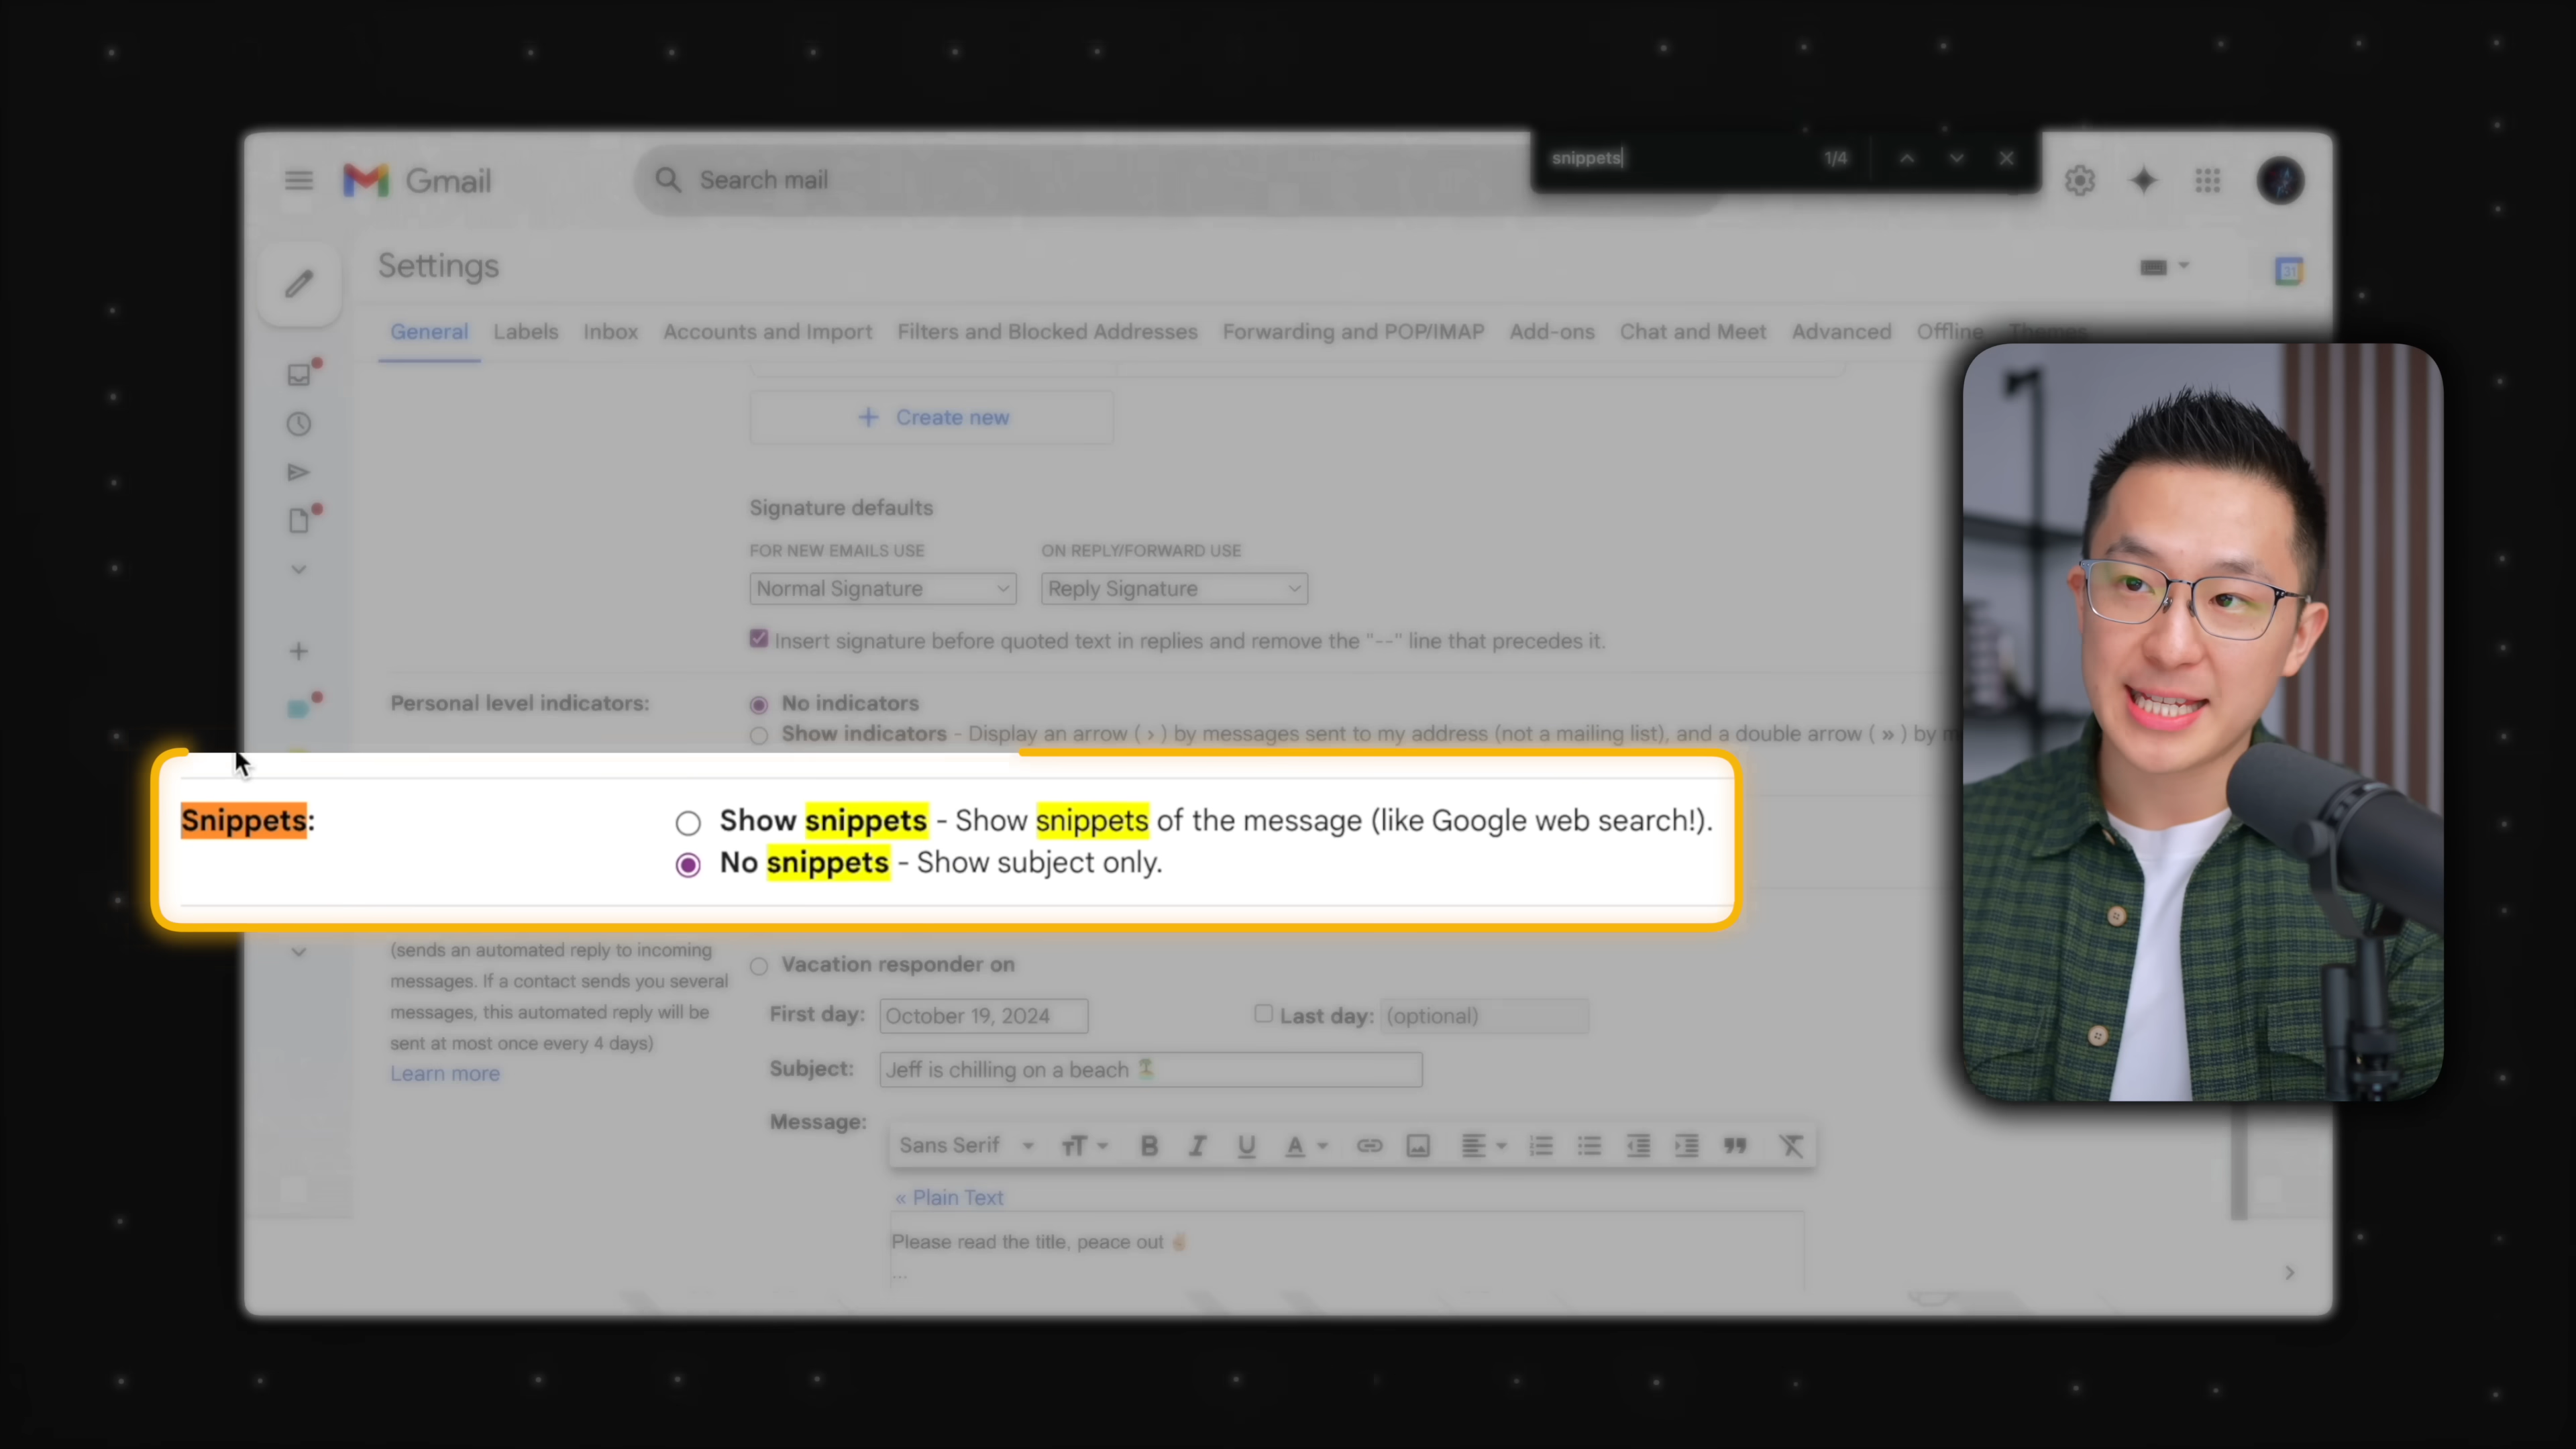 snippets 1/4
Gmail
Search mail
Settings
31
General Labels Inbox Accounts and Import Filters and Blocked Addresses Forwarding and POP/IMAP Add-ons Chat and Meet Advanced Offline Themes
+ Create new
Signature defaults
FOR NEW EMAILS USE ON REPLY/FORWARD USE
Normal Signature Reply Signature
Insert signature before quoted text in replies and remove the "--" line that precedes it.
Personal level indicators: No indicators
Show indicators - Display an arrow ( › ) by messages sent to my address (not a mailing list), and a double arrow ( » ) by
Snippets: Show snippets - Show snippets of the message (like Google web search!).
No snippets - Show subject only.
(sends an automated reply to incoming
messages. If a contact sends you several
messages, this automated reply will be
sent at most once every 4 days)
Learn more
Vacation responder on
First day: October 19, 2024 Last day: (optional)
Subject: Jeff is chilling on a beach 🏝️
Message:
Sans Serif
« Plain Text
Please read the title, peace out ✌🏼
...